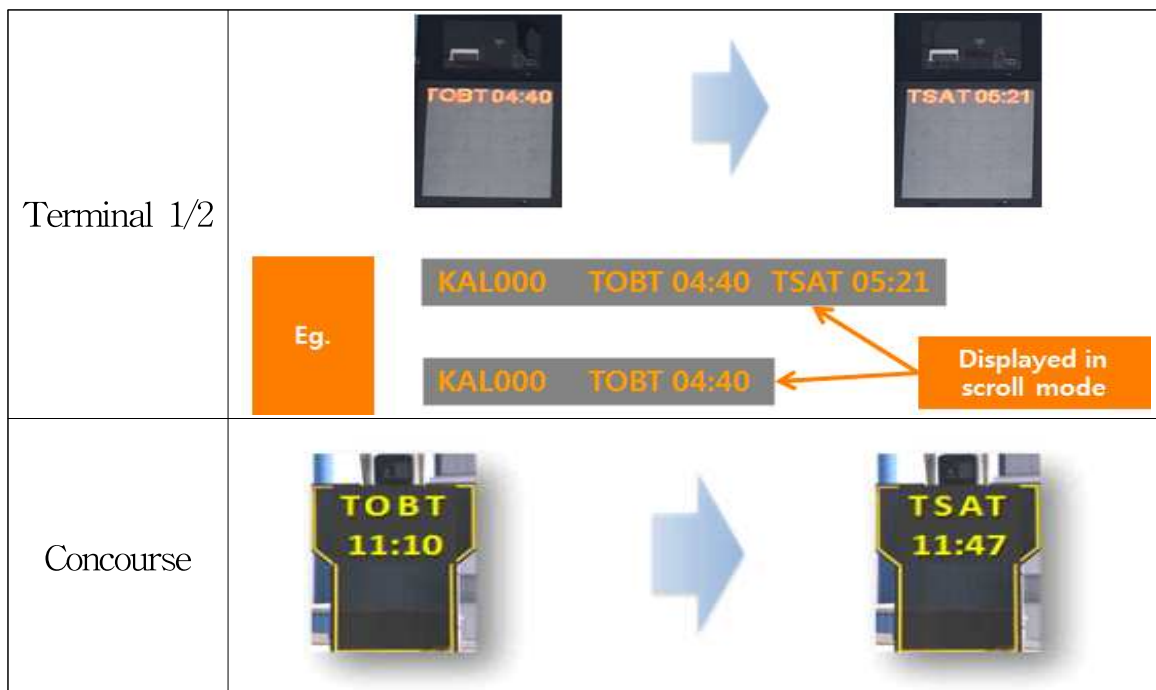 TOBT 04:40
TSAT 05:21
Terminal 1/2
KAL000 TOBT 04:40 TSAT 05:21
Eg.
KAL000 TOBT 04:40
Displayed in
scroll mode
TOBT
11:10
TSAT
11:47
Concourse